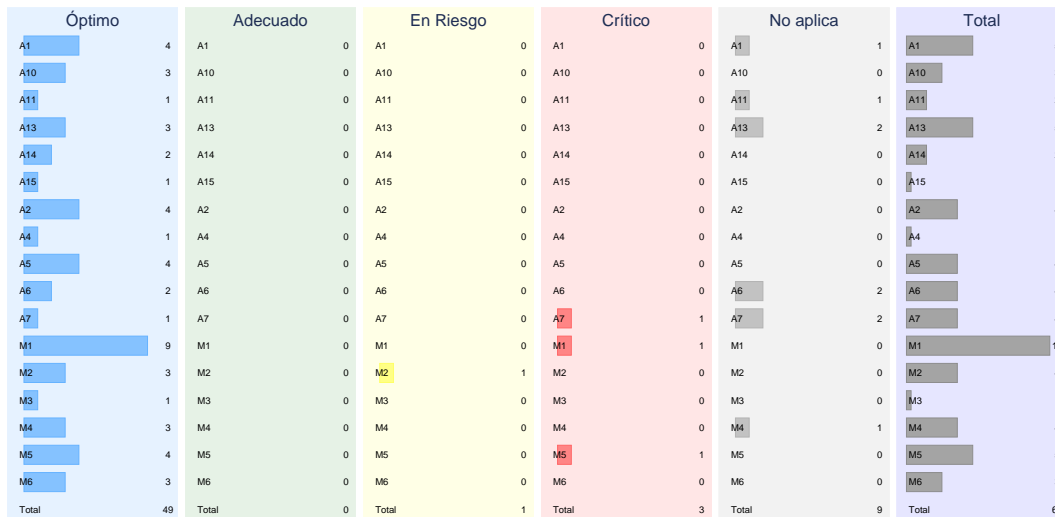 Óptimo Adecuado En Riesgo Crítico No aplica Total
A1 4 A1 0 A1 0 A1 0 A1 1 A1
A10 3 A10 0 A10 0 A10 0 A10 0 A10
A11 1 A11 0 A11 0 A11 0 A11 1 A11
A13 3 A13 0 A13 0 A13 0 A13 2 A13
A14 2 A14 0 A14 0 A14 0 A14 0 A14
A15 1 A15 0 A15 0 A15 0 A15 0 A15
A2 4 A2 0 A2 0 A2 0 A2 0 A2
A4 1 A4 0 A4 0 A4 0 A4 0 A4
A5 4 A5 0 A5 0 A5 0 A5 0 A5
A6 2 A6 0 A6 0 A6 0 A6 2 A6
A7 1 A7 0 A7 0 A7 1 A7 2 A7
M1 9 M1 0 M1 0 M1 1 M1 0 M1 1
M2 3 M2 0 M2 1 M2 0 M2 0 M2
M3 1 M3 0 M3 0 M3 0 M3 0 M3
M4 3 M4 0 M4 0 M4 0 M4 1 M4
M5 4 M5 0 M5 0 M5 1 M5 0 M5
M6 3 M6 0 M6 0 M6 0 M6 0 M6
Total 49 Total 0 Total 1 Total 3 Total 9 Total 6